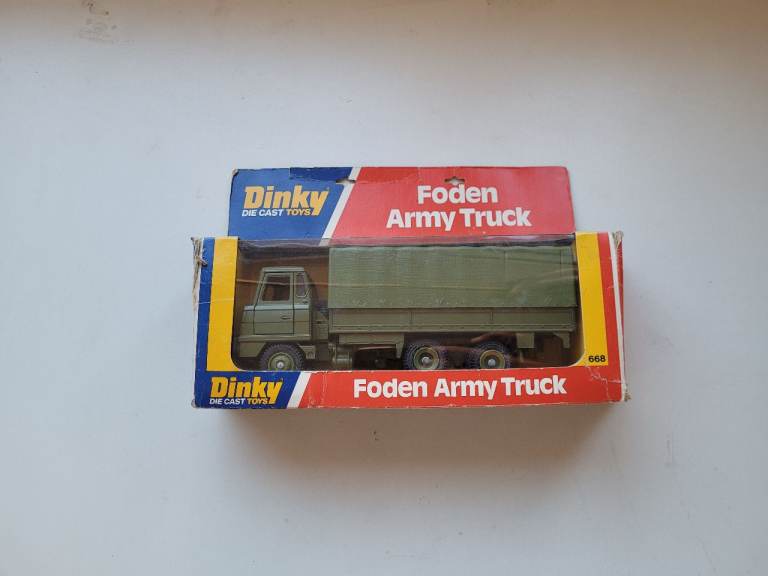 Dinky
DIE CAST TOYS
Foden
Army Truck
668
Dinky
DIE CAST TOYS
Foden Army Truck